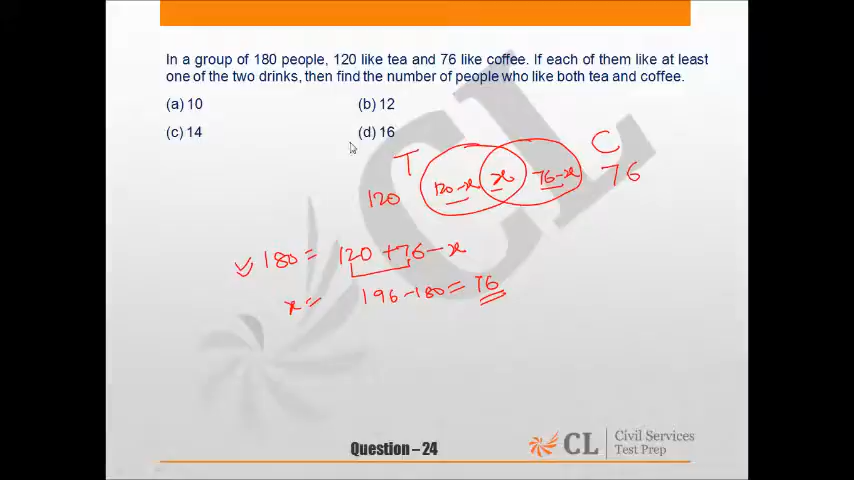 In a group of 180 people, 120 like tea and 76 like coffee. If each of them like at least
one of the two drinks, then find the number of people who like both tea and coffee.
(a) 10
(b) 12
(c) 14
(d) 16
T
C
120
120-x
x
76-x
76
180 = 120 + 76 - x
x = 196 - 180 = 76
CL
Question – 24
CL
Civil Services
Test Prep